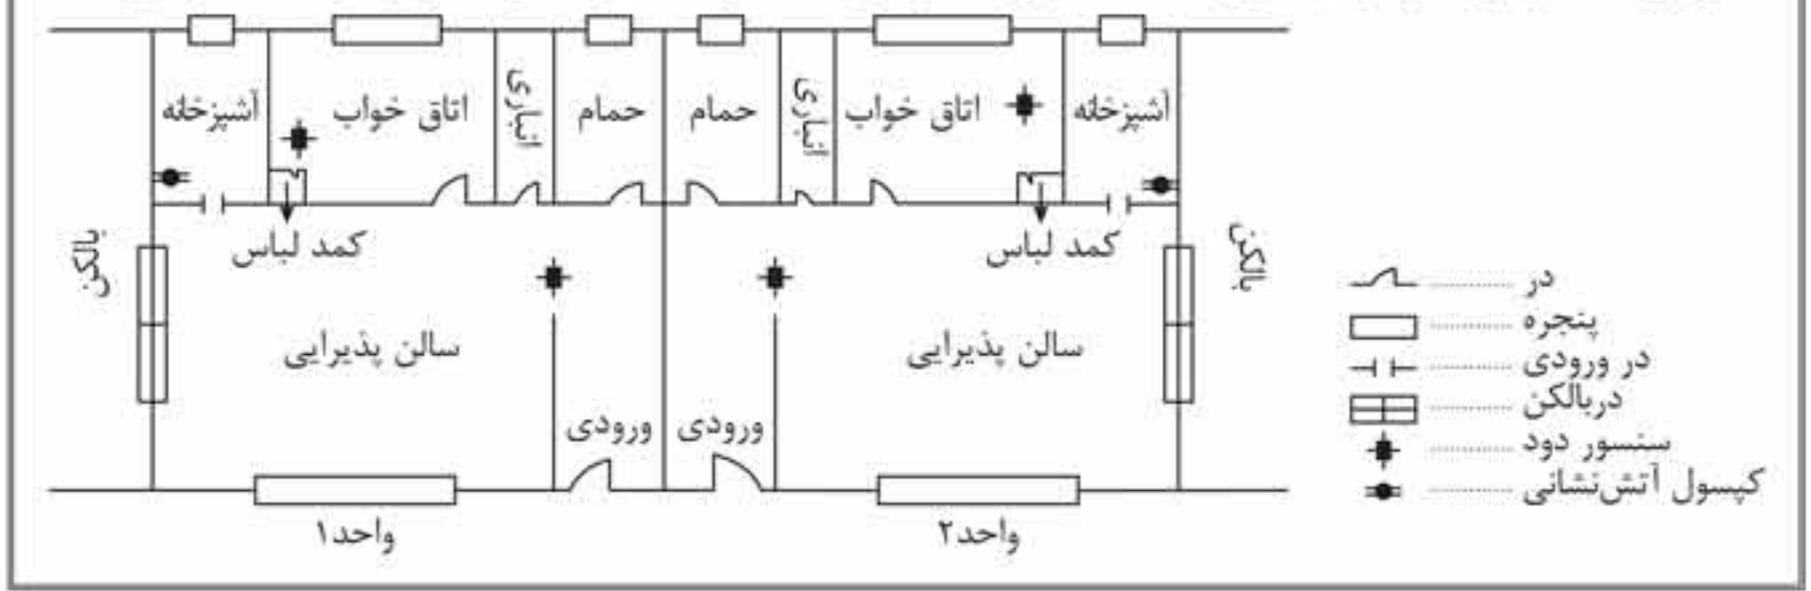 آشپزخانه
اتاق خواب
انباری
حمام
حمام
انباری
اتاق خواب
آشپزخانه
کمد لباس
کمد لباس
بالکن
بالکن
سالن پذیرایی
سالن پذیرایی
ورودی
ورودی
واحد۱
واحد۲
در
پنجره
در ورودی
دربالکن
سنسور دود
کپسول آتش‌نشانی